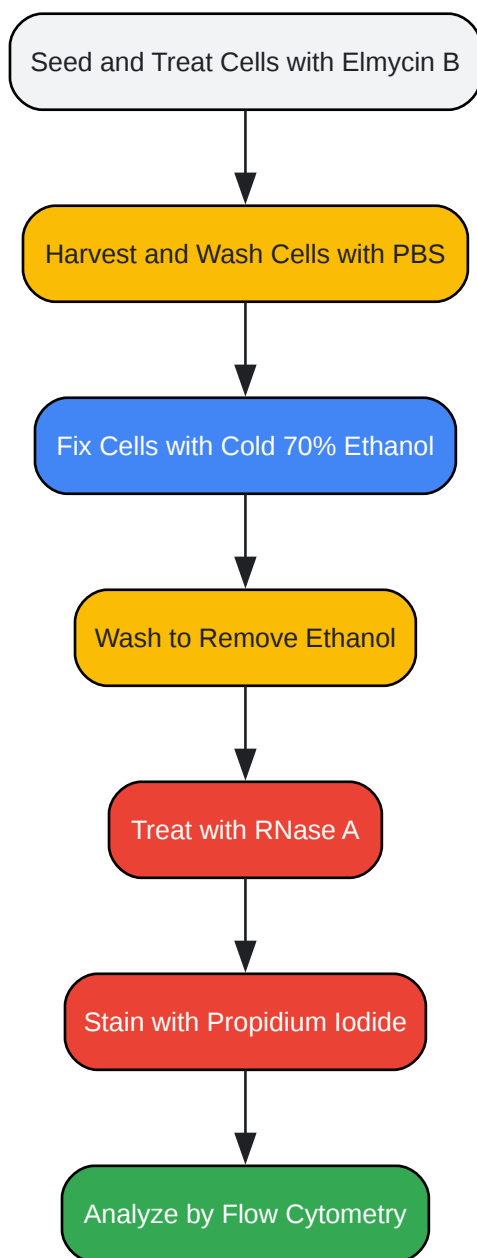 Seed and Treat Cells with Elmycin B
Harvest and Wash Cells with PBS
Fix Cells with Cold 70% Ethanol
Wash to Remove Ethanol
Treat with RNase A
Stain with Propidium Iodide
Analyze by Flow Cytometry